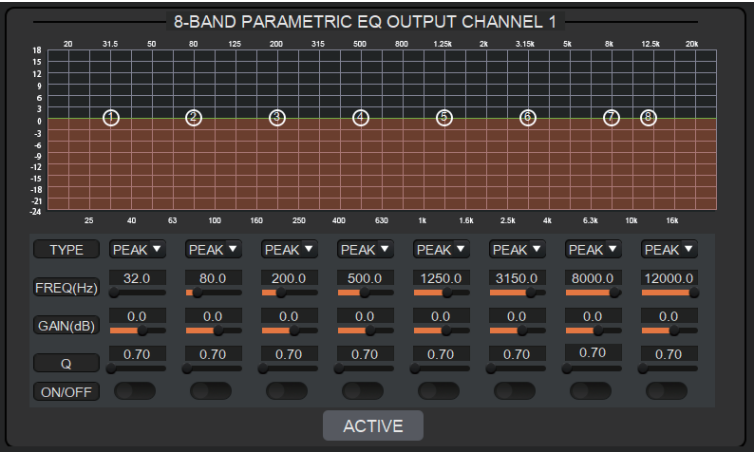 8-BAND PARAMETRIC EQ OUTPUT CHANNEL 1
20 31.5 50 80 125 200 315 500 800 1.25k 2k 3.15k 5k 8k 12.5k 20k
18
15
12
9
6
3
0
-3
-6
-9
-12
-15
-18
-21
-24
1 2 3 4 5 6 7 8
25 40 63 100 160 250 400 630 1k 1.6k 2.5k 4k 6.3k 10k 16k
TYPE PEAK ▼ PEAK ▼ PEAK ▼ PEAK ▼ PEAK ▼ PEAK ▼ PEAK ▼ PEAK ▼
FREQ(Hz) 32.0 80.0 200.0 500.0 1250.0 3150.0 8000.0 12000.0
GAIN(dB) 0.0 0.0 0.0 0.0 0.0 0.0 0.0 0.0
Q 0.70 0.70 0.70 0.70 0.70 0.70 0.70 0.70
ON/OFF
ACTIVE